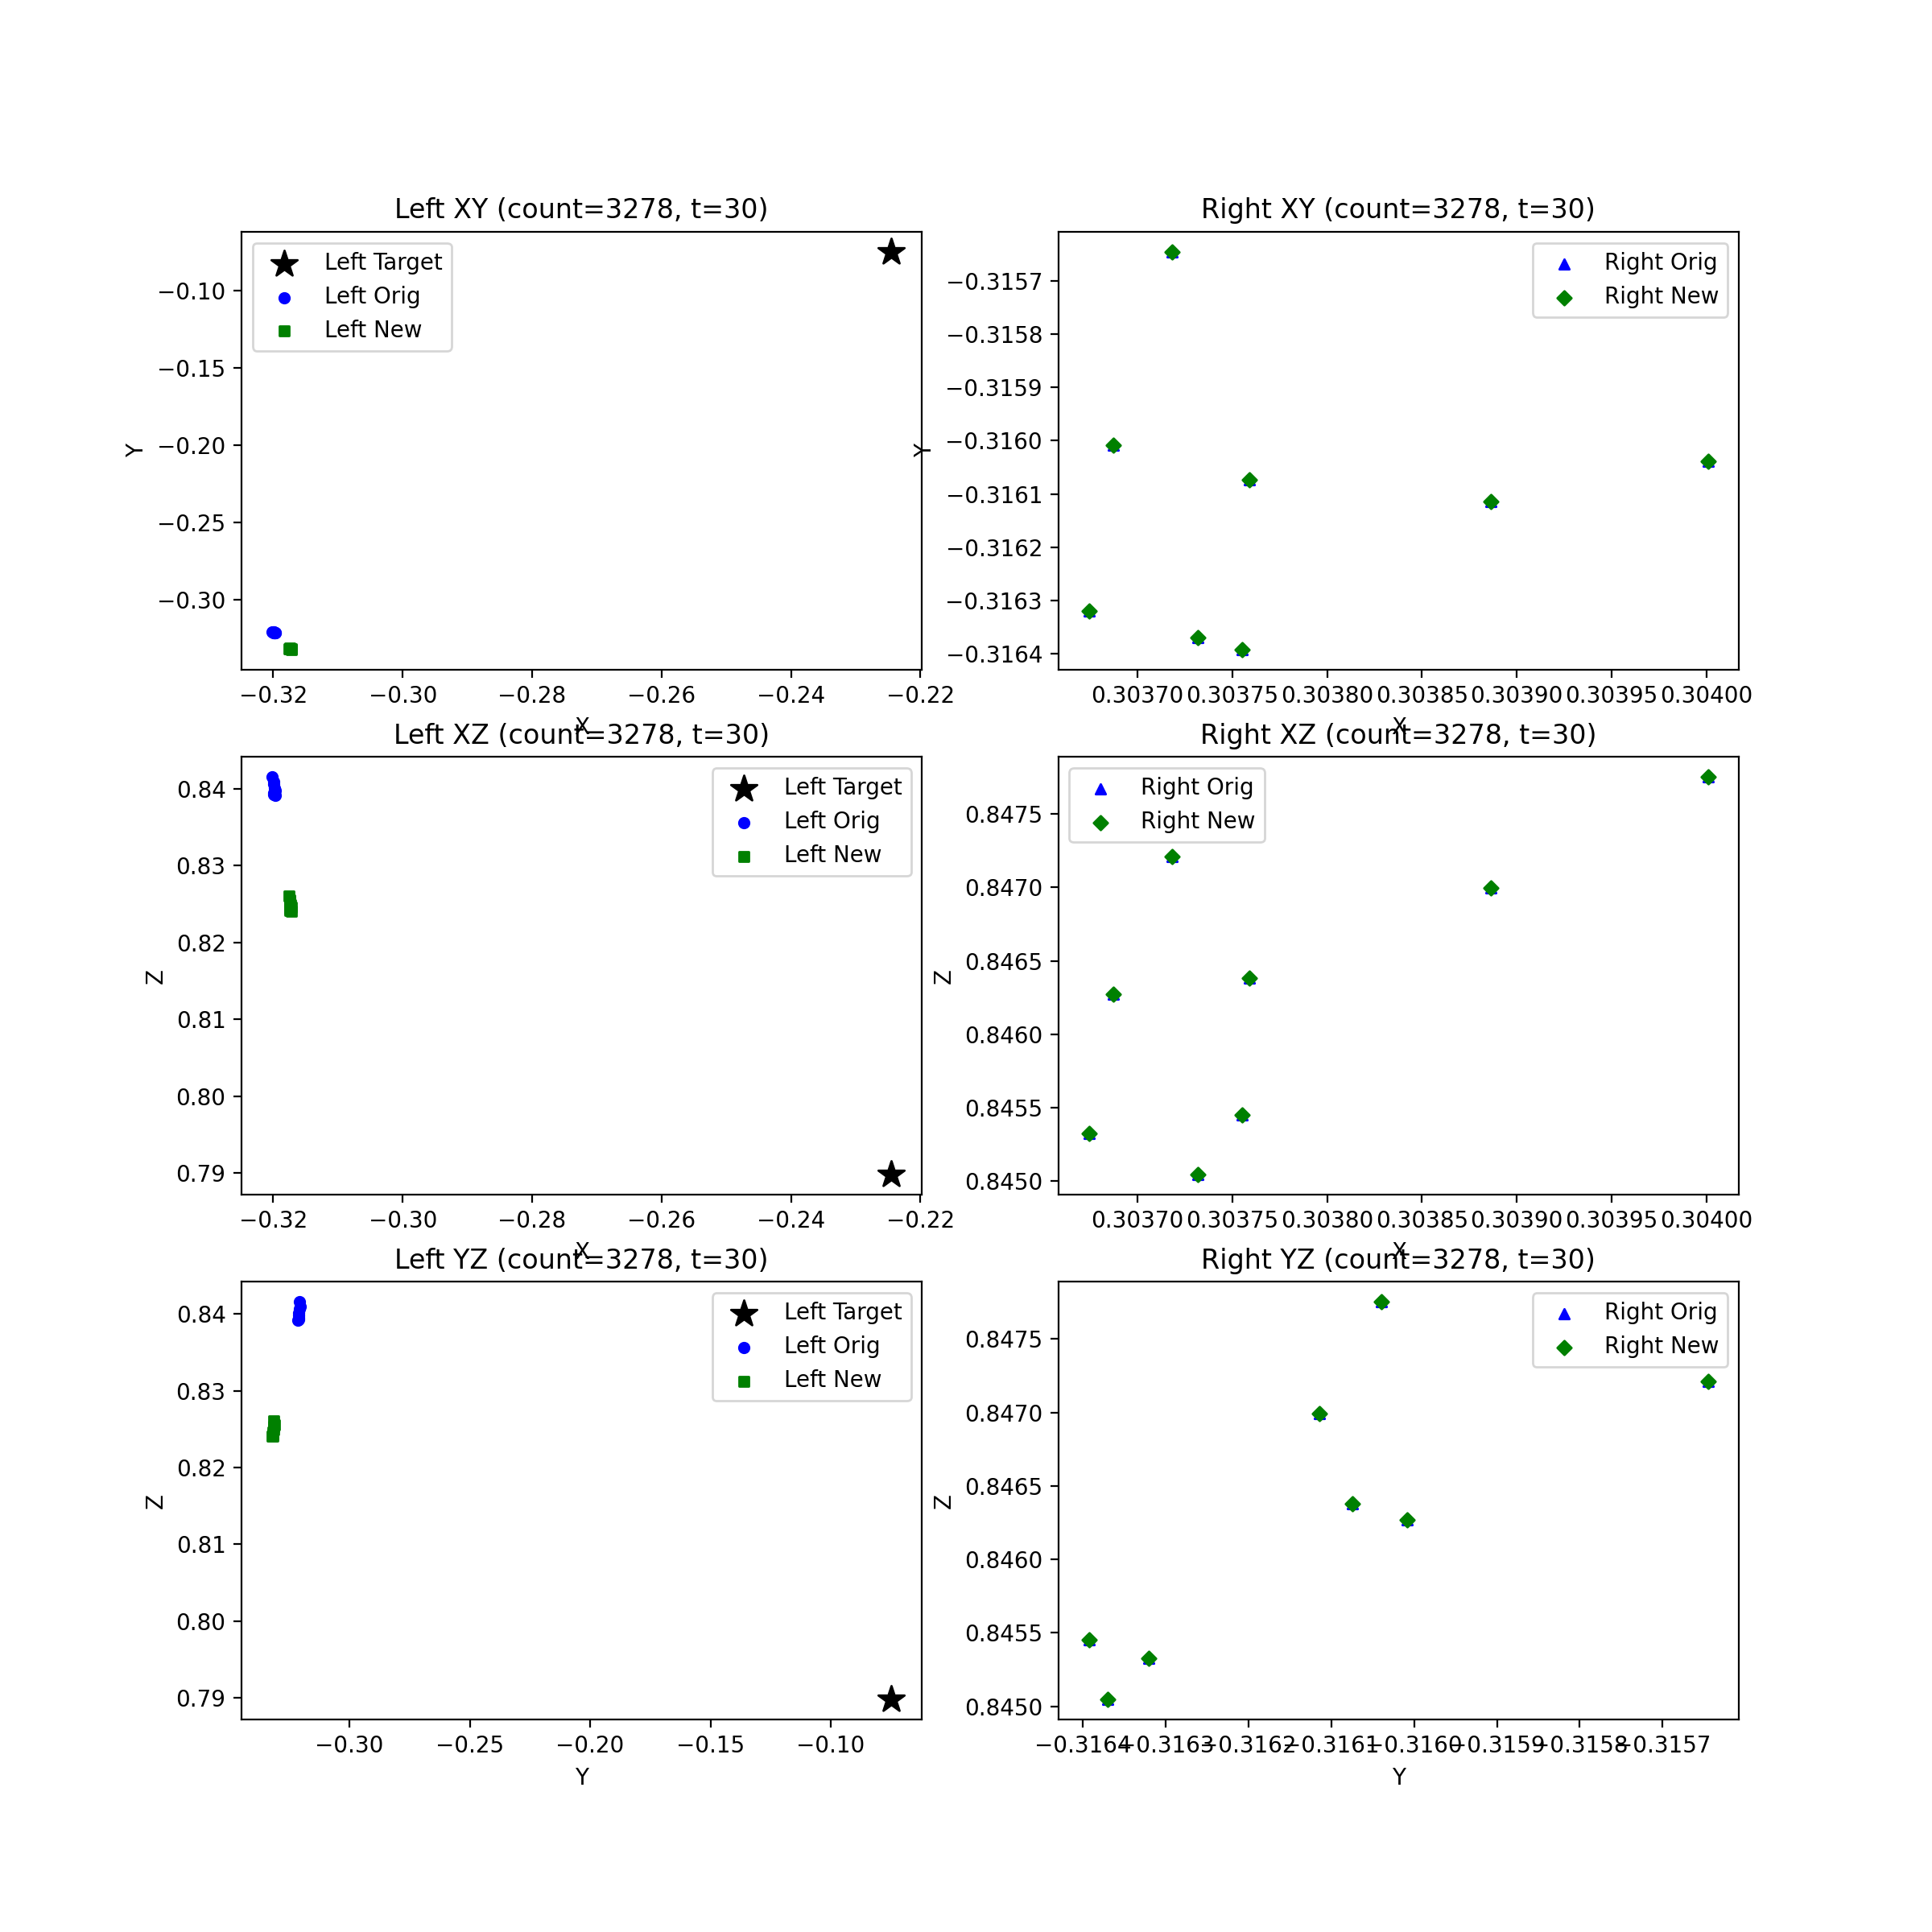 Left XY (count=3278, t=30)
Left Target
Left Orig
Left New
−0.10
−0.15
−0.20
−0.25
−0.30
Y
−0.32 −0.30 −0.28 −0.26 −0.24 −0.22
X
Right XY (count=3278, t=30)
Right Orig
Right New
−0.3157
−0.3158
−0.3159
−0.3160
−0.3161
−0.3162
−0.3163
−0.3164
Y
0.30370 0.30375 0.30380 0.30385 0.30390 0.30395 0.30400
X
Left XZ (count=3278, t=30)
Left Target
Left Orig
Left New
0.84
0.83
0.82
0.81
0.80
0.79
Z
−0.32 −0.30 −0.28 −0.26 −0.24 −0.22
X
Right XZ (count=3278, t=30)
Right Orig
Right New
0.8475
0.8470
0.8465
0.8460
0.8455
0.8450
Z
0.30370 0.30375 0.30380 0.30385 0.30390 0.30395 0.30400
X
Left YZ (count=3278, t=30)
Left Target
Left Orig
Left New
0.84
0.83
0.82
0.81
0.80
0.79
Z
−0.30 −0.25 −0.20 −0.15 −0.10
Y
Right YZ (count=3278, t=30)
Right Orig
Right New
0.8475
0.8470
0.8465
0.8460
0.8455
0.8450
Z
−0.3164 −0.3163 −0.3162 −0.3161 −0.3160 −0.3159 −0.3158 −0.3157
Y